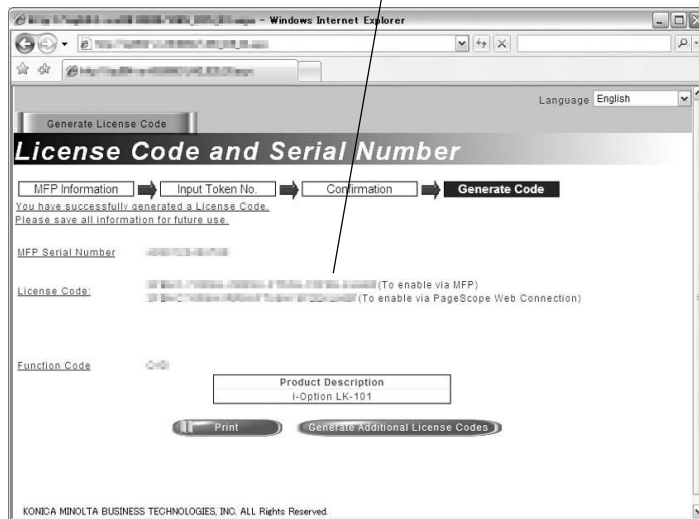 - Windows Internet Explorer
Language English
Generate License Code
License Code and Serial Number
MFP Information Input Token No. Confirmation Generate Code
You have successfully generated a License Code.
Please save all information for future use.
MFP Serial Number
License Code:
(To enable via MFP)
(To enable via PageScope Web Connection)
Function Code
Product Description
i-Option LK-101
Print Generate Additional License Codes
KONICA MINOLTA BUSINESS TECHNOLOGIES, INC. ALL Rights Reserved.